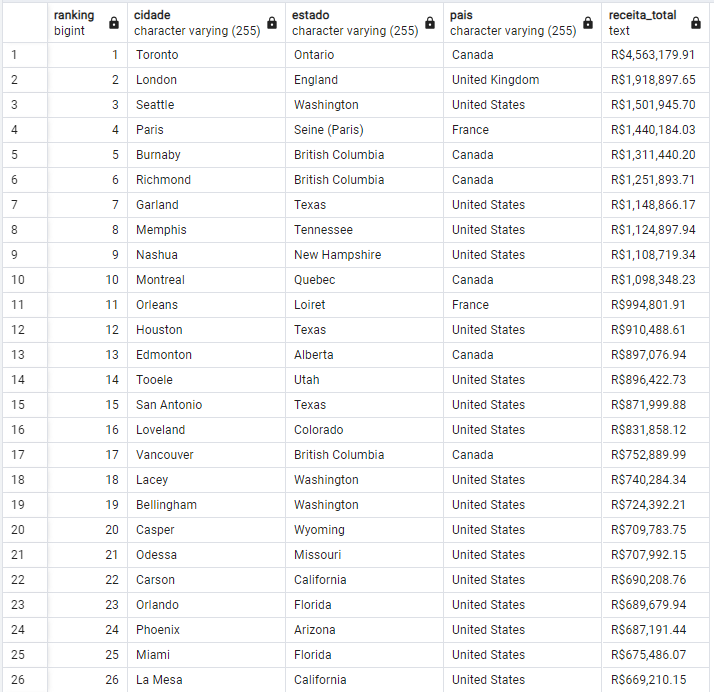 ranking cidade estado pais receita_total
bigint character varying (255) character varying (255) character varying (255) text
1 1 Toronto Ontario Canada R$4,563,179.91
2 2 London England United Kingdom R$1,918,897.65
3 3 Seattle Washington United States R$1,501,945.70
4 4 Paris Seine (Paris) France R$1,440,184.03
5 5 Burnaby British Columbia Canada R$1,311,440.20
6 6 Richmond British Columbia Canada R$1,251,893.71
7 7 Garland Texas United States R$1,148,866.17
8 8 Memphis Tennessee United States R$1,124,897.94
9 9 Nashua New Hampshire United States R$1,108,719.34
10 10 Montreal Quebec Canada R$1,098,348.23
11 11 Orleans Loiret France R$994,801.91
12 12 Houston Texas United States R$910,488.61
13 13 Edmonton Alberta Canada R$897,076.94
14 14 Tooele Utah United States R$896,422.73
15 15 San Antonio Texas United States R$871,999.88
16 16 Loveland Colorado United States R$831,858.12
17 17 Vancouver British Columbia Canada R$752,889.99
18 18 Lacey Washington United States R$740,284.34
19 19 Bellingham Washington United States R$724,392.21
20 20 Casper Wyoming United States R$709,783.75
21 21 Odessa Missouri United States R$707,992.15
22 22 Carson California United States R$690,208.76
23 23 Orlando Florida United States R$689,679.94
24 24 Phoenix Arizona United States R$687,191.44
25 25 Miami Florida United States R$675,486.07
26 26 La Mesa California United States R$669,210.15